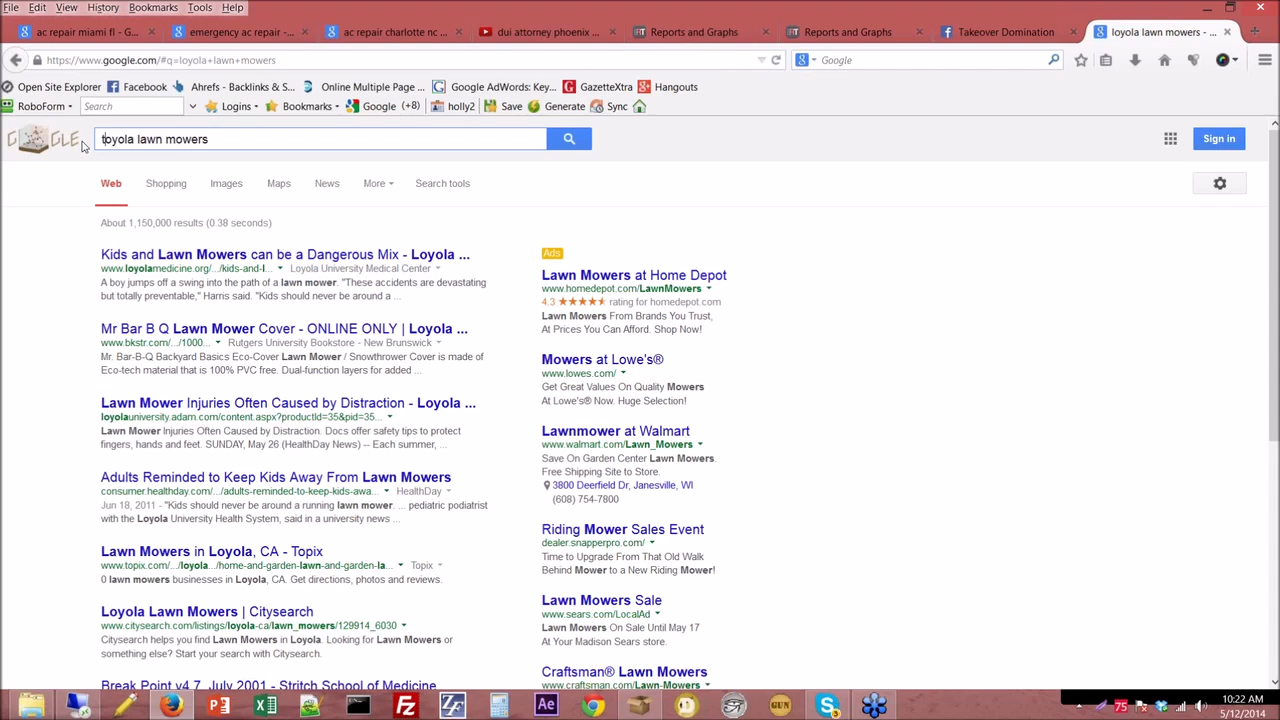 File Edit View History Bookmarks Tools Help
ac repair miami fl - G...
emergency ac repair - ...
ac repair charlotte nc ...
dui attorney phoenix ...
Reports and Graphs
Reports and Graphs
Takeover Domination
loyola lawn mowers - ...
https://www.google.com/#q=loyola+lawn+mowers
Google
Open Site Explorer Facebook Ahrefs - Backlinks & S... Online Multiple Page ... Google AdWords: Key... GazetteXtra Hangouts
RoboForm Search Logins Bookmarks Google (+8) holly2 Save Generate Sync
toyola lawn mowers
Sign in
Web Shopping Images Maps News More Search tools
About 1,150,000 results (0.38 seconds)
Kids and Lawn Mowers can be a Dangerous Mix - Loyola ...
www.loyolamedicine.org/.../kids-and-l... Loyola University Medical Center
A boy jumps off a swing into the path of a lawn mower. "These accidents are devastating
but totally preventable," Harris said. "Kids should never be around a ...
Mr Bar B Q Lawn Mower Cover - ONLINE ONLY | Loyola ...
www.bkstr.com/.../1000... Rutgers University Bookstore - New Brunswick
Mr. Bar-B-Q Backyard Basics Eco-Cover Lawn Mower / Snowthrower Cover is made of
Eco-tech material that is 100% PVC free. Dual-function layers for added ...
Lawn Mower Injuries Often Caused by Distraction - Loyola ...
loyolauniversity.adam.com/content.aspx?productId=35&pid=35...
Lawn Mower Injuries Often Caused by Distraction. Docs offer safety tips to protect
fingers, hands and feet. SUNDAY, May 26 (HealthDay News) -- Each summer, ...
Adults Reminded to Keep Kids Away From Lawn Mowers
consumer.healthday.com/.../adults-reminded-to-keep-kids-awa... HealthDay
Jun 18, 2011 - "Kids should never be around a running lawn mower. ... pediatric podiatrist
with the Loyola University Health System, said in a university news ...
Lawn Mowers in Loyola, CA - Topix
www.topix.com/.../loyola.../home-and-garden-lawn-and-garden-la... Topix
0 lawn mowers businesses in Loyola, CA. Get directions, photos and reviews.
Loyola Lawn Mowers | Citysearch
www.citysearch.com/listings/loyola-ca/lawn_mowers/129914_6030
Citysearch helps you find Lawn Mowers in Loyola. Looking for Lawn Mowers or
something else? Start your search with Citysearch.
Break Point v4.7, July 2001 - Stritch School of Medicine
Ads
Lawn Mowers at Home Depot
www.homedepot.com/LawnMowers
4.3 rating for homedepot.com
Lawn Mowers From Brands You Trust,
At Prices You Can Afford. Shop Now!
Mowers at Lowe's®
www.lowes.com/
Get Great Values On Quality Mowers
At Lowe's® Now. Huge Selection!
Lawnmower at Walmart
www.walmart.com/Lawn_Mowers
Save On Garden Center Lawn Mowers.
Free Shipping Site to Store.
3800 Deerfield Dr, Janesville, WI
(608) 754-7800
Riding Mower Sales Event
dealer.snapperpro.com/
Time to Upgrade From That Old Walk
Behind Mower to a New Riding Mower!
Lawn Mowers Sale
www.sears.com/LocalAd
Lawn Mowers On Sale Until May 17
At Your Madison Sears store.
Craftsman® Lawn Mowers
www.craftsman.com/Lawn-Mowers
Ae
GUN
75
10:22 AM
5/12/2014